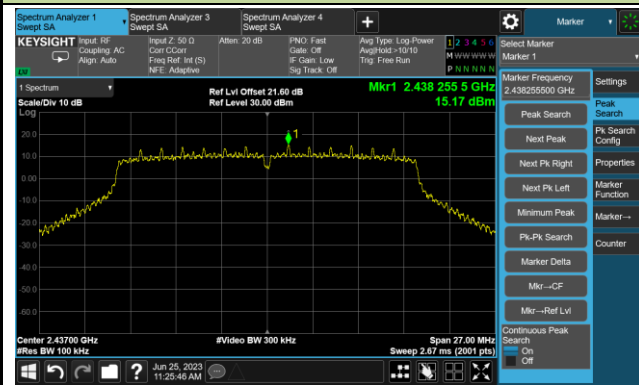 Spectrum Analyzer 1
Swept SA
Spectrum Analyzer 3
Swept SA
Spectrum Analyzer 4
Swept SA
+
Marker
KEYSIGHT
Input: RF
Coupling: AC
Align: Auto
Input Z: 50 Ω
Corr CCorr
Freq Ref: Int (S)
NFE: Adaptive
Atten: 20 dB
PNO: Fast
Gate: Off
IF Gain: Low
Sig Track: Off
Avg Type: Log-Power
Avg|Hold:>10/10
Trig: Free Run
1 2 3 4 5 6
M W W W W W
P N N N N N
Select Marker
Marker 1
1 Spectrum
Scale/Div 10 dB
Log
Ref Lvl Offset 21.60 dB
Ref Level 30.00 dBm
Mkr1 2.438 255 5 GHz
15.17 dBm
1
20.0
10.0
0.00
-10.0
-20.0
-30.0
-40.0
-50.0
-60.0
Center 2.43700 GHz
#Res BW 100 kHz
#Video BW 300 kHz
Span 27.00 MHz
Sweep 2.67 ms (2001 pts)
Marker Frequency
2.438255500 GHz
Peak Search
Next Peak
Next Pk Right
Next Pk Left
Minimum Peak
Pk-Pk Search
Marker Delta
Mkr→CF
Mkr→Ref Lvl
Continuous Peak
Search
On
Off
Settings
Peak
Search
Pk Search
Config
Properties
Marker
Function
Marker→
Counter
?
Jun 25, 2023
11:25:46 AM